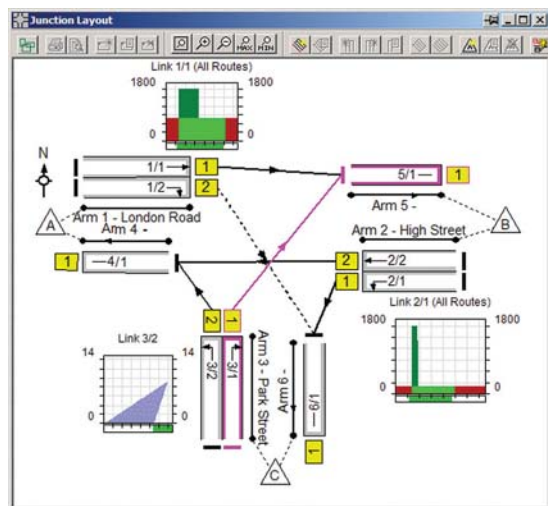 Junction Layout
MAX
MIN
Link 1/1 (All Routes)
1800
1800
0
0
N
1/1
1
1/2
2
5/1
1
A
Arm 1 - London Road
Arm 4 -
Arm 5 -
B
Arm 2 - High Street
1
4/1
2
2/2
1
2/1
2
1
Link 3/2
14
14
0
0
3/2
3/1
Arm 3 - Park Street
Arm 6 -
6/1
1
C
Link 2/1 (All Routes)
1800
1800
0
0